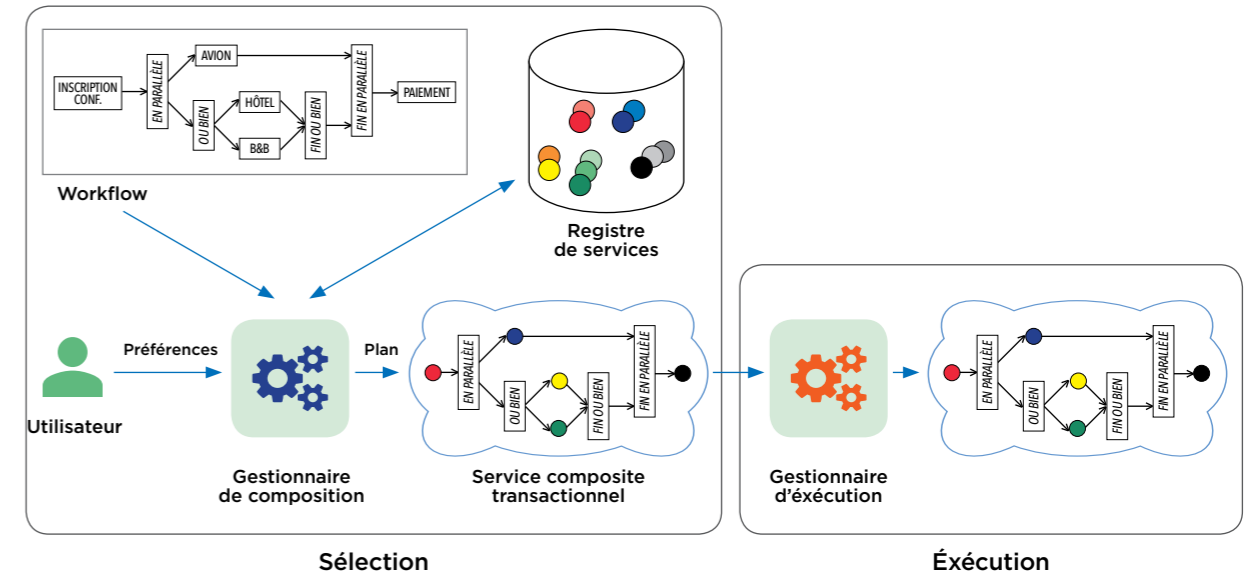 INSCRIPTION
CONF.
EN PARALLÈLE
AVION
OU BIEN
HÔTEL
B&B
FIN OU BIEN
FIN EN PARALLÈLE
PAIEMENT
Workflow
Registre
de services
Utilisateur
Préférences
Gestionnaire
de composition
Plan
EN PARALLÈLE
OU BIEN
FIN OU BIEN
FIN EN PARALLÈLE
Service composite
transactionnel
Sélection
Gestionnaire
d'éxécution
EN PARALLÈLE
OU BIEN
FIN OU BIEN
FIN EN PARALLÈLE
Éxécution